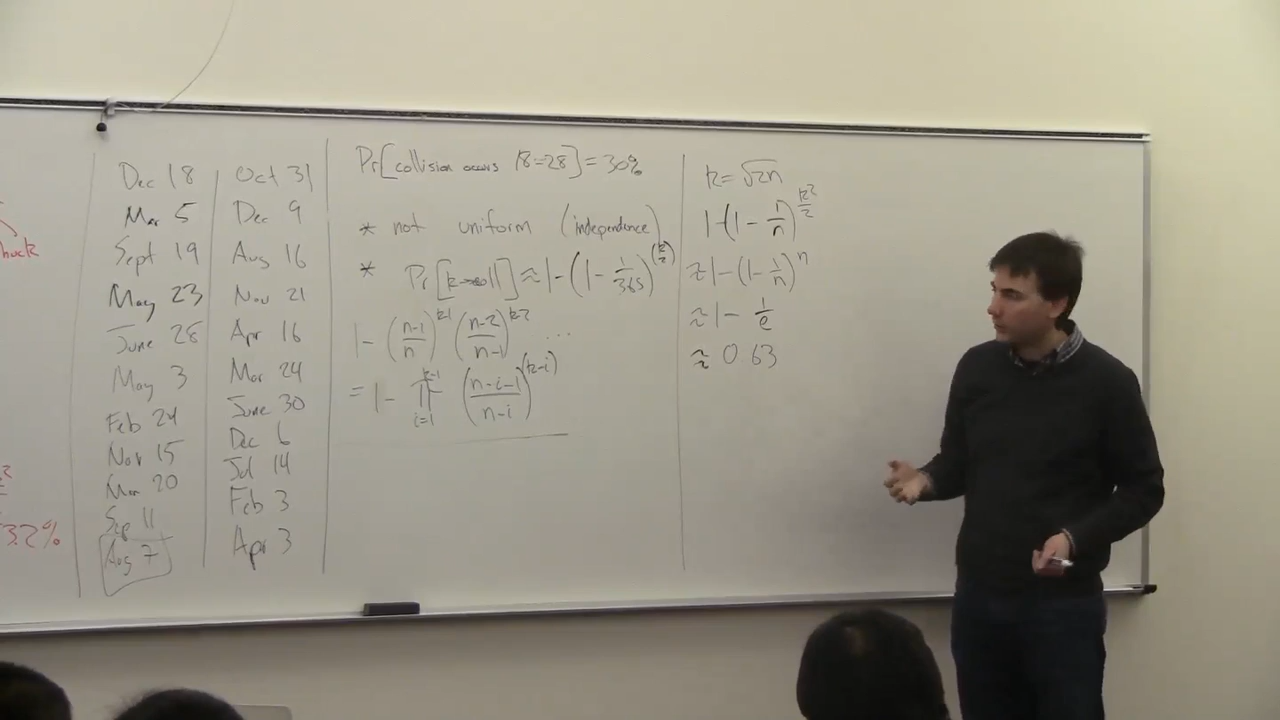 huck
3.2%
Dec 18
Mar 5
Sept 19
May 23
June 28
May 3
Feb 24
Nov 15
Mar 20
Sep 11
Aug 7
Oct 31
Dec 9
Aug 16
Nov 21
Apr 16
Mar 24
June 30
Dec 6
Jul 14
Feb 3
Apr 3
Pr[collision occurs k=28] = 30%
* not uniform (independence)
* Pr[k coll] ≈ 1-(1-1/365)^(k 2)
1-((n-1)/n)^(k-1) ((n-2)/(n-1))^(k-2) ...
= 1- ∏_{i=1}^{k-1} ((n-i-1)/(n-i))^(k-i)
k=√2n
1-(1-1/n)^(k²/2)
≈1-(1-1/n)^n
≈1-1/e
≈ 0.63